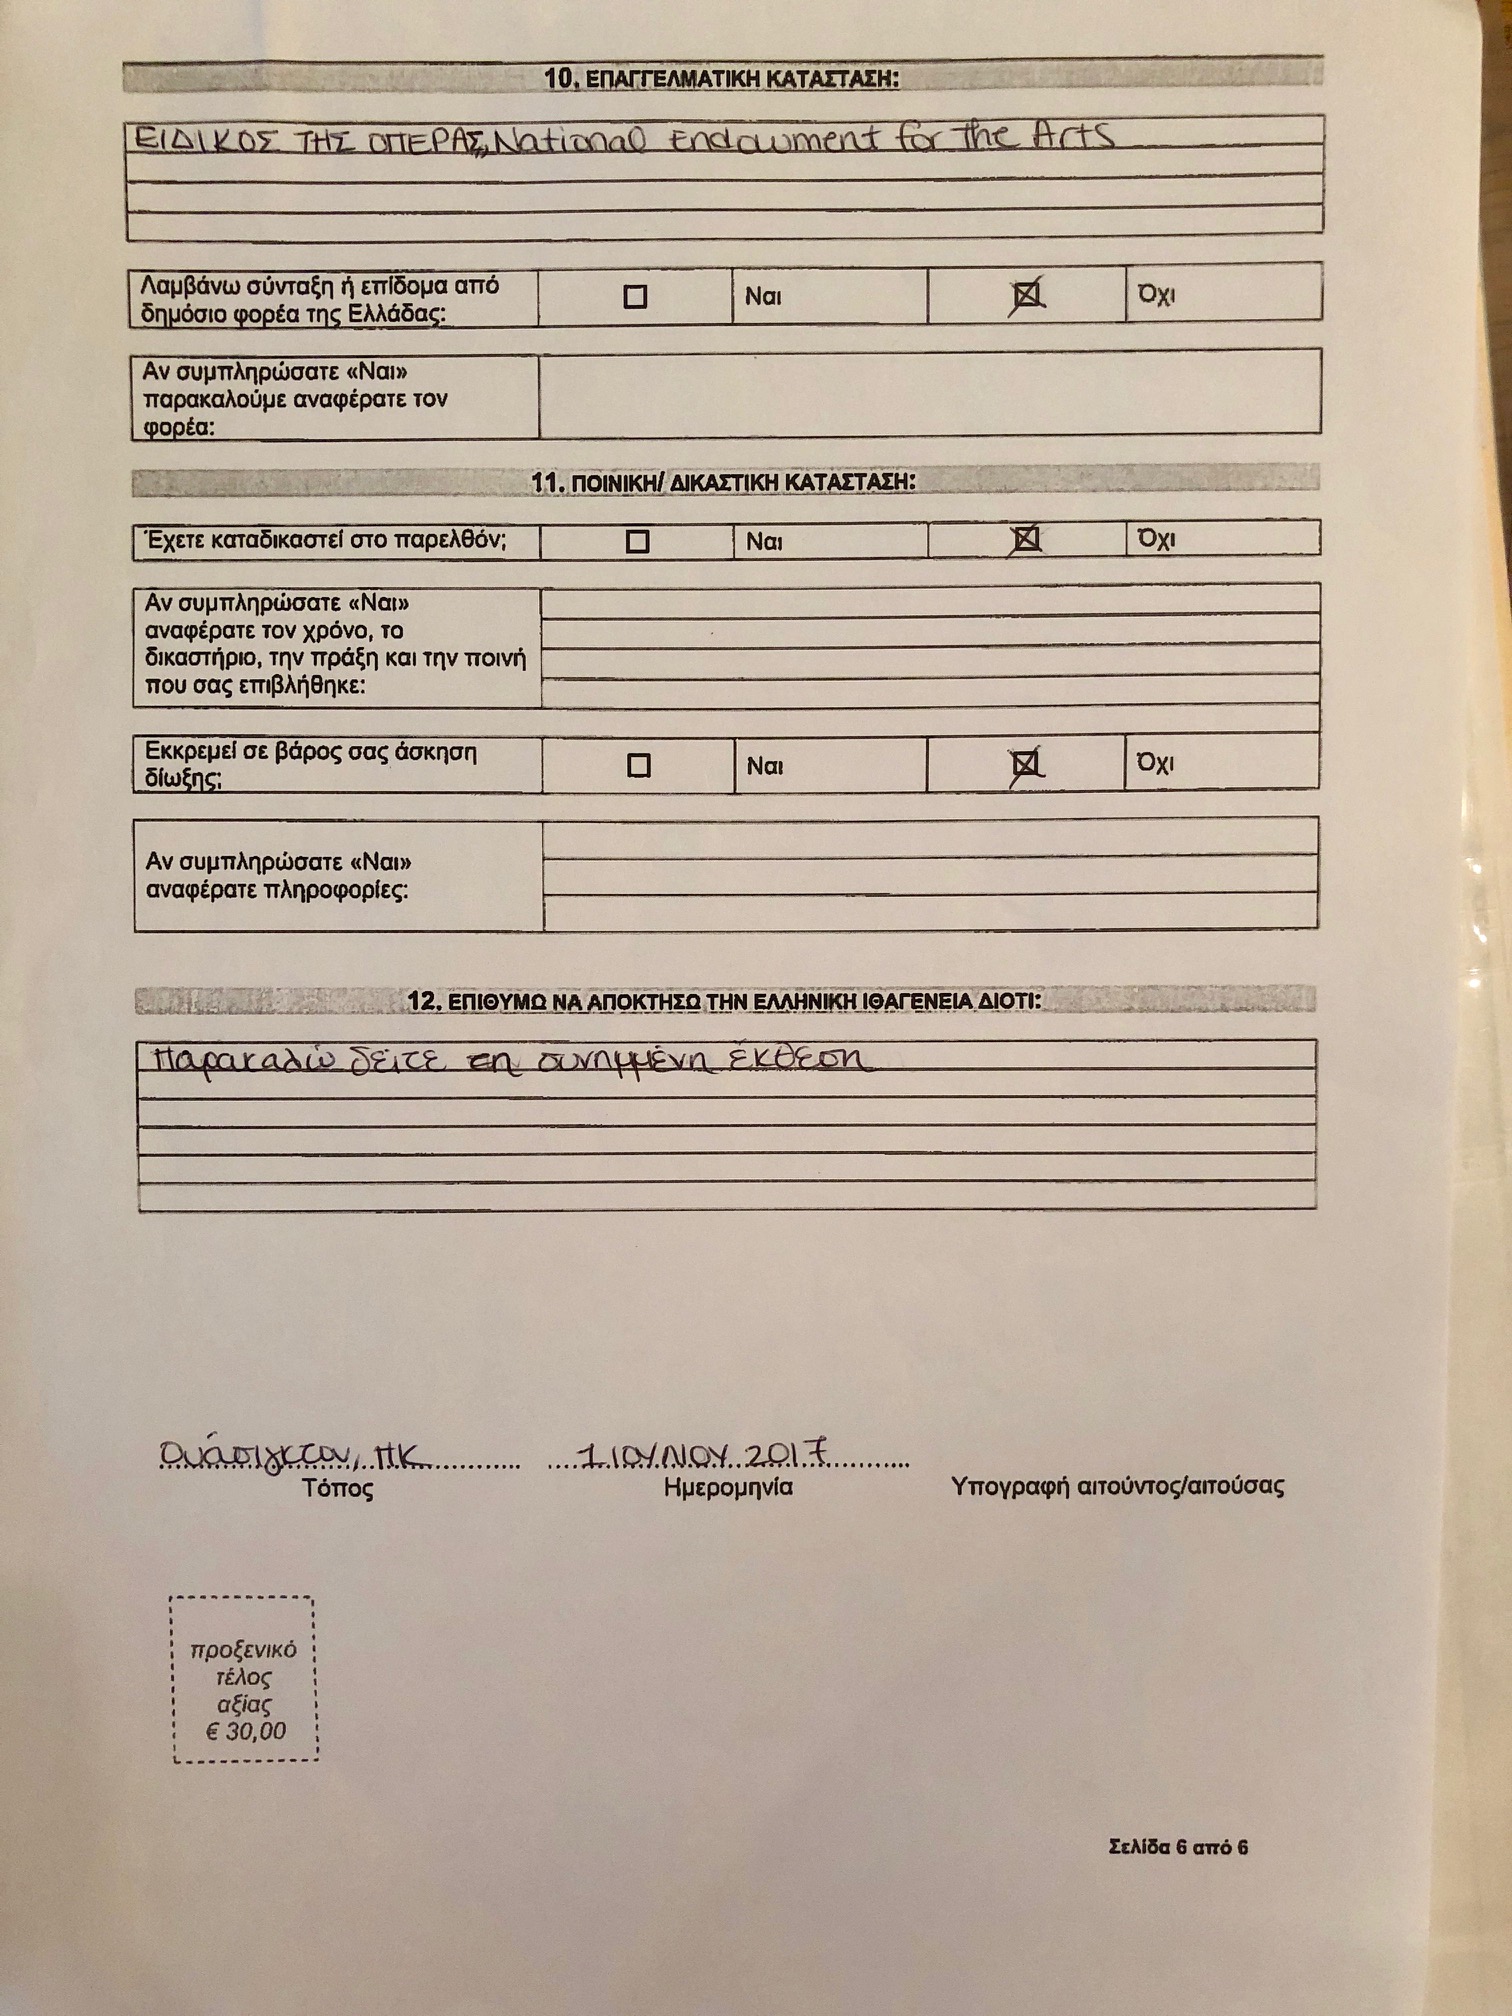 10. ΕΠΑΓΓΕΛΜΑΤΙΚΗ ΚΑΤΑΣΤΑΣΗ:
ΕΙΔΙΚΟΣ ΤΗΣ ΟΠΕΡΑΣ, National Endowment for the Arts
Λαμβάνω σύνταξη ή επίδομα από
δημόσιο φορέα της Ελλάδας:
Ναι
Όχι
Αν συμπληρώσατε «Ναι»
παρακαλούμε αναφέρατε τον
φορέα:
11. ΠΟΙΝΙΚΗ/ ΔΙΚΑΣΤΙΚΗ ΚΑΤΑΣΤΑΣΗ:
Έχετε καταδικαστεί στο παρελθόν;
Ναι
Όχι
Αν συμπληρώσατε «Ναι»
αναφέρατε τον χρόνο, το
δικαστήριο, την πράξη και την ποινή
που σας επιβλήθηκε:
Εκκρεμεί σε βάρος σας άσκηση
δίωξης;
Ναι
Όχι
Αν συμπληρώσατε «Ναι»
αναφέρατε πληροφορίες:
12. ΕΠΙΘΥΜΩ ΝΑ ΑΠΟΚΤΗΣΩ ΤΗΝ ΕΛΛΗΝΙΚΗ ΙΘΑΓΕΝΕΙΑ ΔΙΟΤΙ:
Παρακαλώ δείτε τη συνημμένη έκθεση
Ουάσιγκτον, ΠΚ
1 ΙΟΥΝΙΟΥ 2017
Τόπος
Ημερομηνία
Υπογραφή αιτούντος/αιτούσας
προξενικό
τέλος
αξίας
€ 30,00
Σελίδα 6 από 6